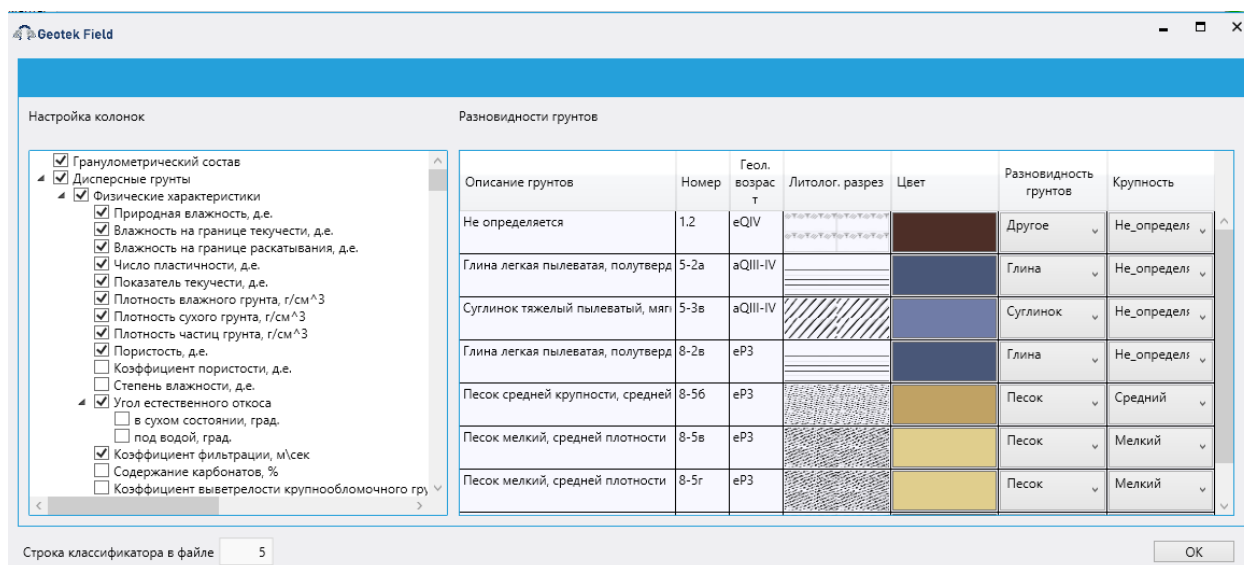 Geotek Field
Настройка колонок
Разновидности грунтов
Гранулометрический состав
Дисперсные грунты
Физические характеристики
Природная влажность, д.е.
Влажность на границе текучести, д.е.
Влажность на границе раскатывания, д.е.
Число пластичности, д.е.
Показатель текучести, д.е.
Плотность влажного грунта, г/см^3
Плотность сухого грунта, г/см^3
Плотность частиц грунта, г/см^3
Пористость, д.е.
Коэффициент пористости, д.е.
Степень влажности, д.е.
Угол естественного откоса
в сухом состоянии, град.
под водой, град.
Коэффициент фильтрации, м\сек
Содержание карбонатов, %
Коэффициент выветрелости крупнообломочного гру
Описание грунтов Номер Геол. возрас т Литолог. разрез Цвет Разновидность грунтов Крупность
Не определяется 1.2 eQIV Другое Не_определя
Глина легкая пылеватая, полутверд 5-2а aQIII-IV Глина Не_определя
Суглинок тяжелый пылеватый, мяг 5-3в aQIII-IV Суглинок Не_определя
Глина легкая пылеватая, полутверд 8-2в eP3 Глина Не_определя
Песок средней крупности, средней 8-5б eP3 Песок Средний
Песок мелкий, средней плотности 8-5в eP3 Песок Мелкий
Песок мелкий, средней плотности 8-5г eP3 Песок Мелкий
Строка классификатора в файле 5
OK